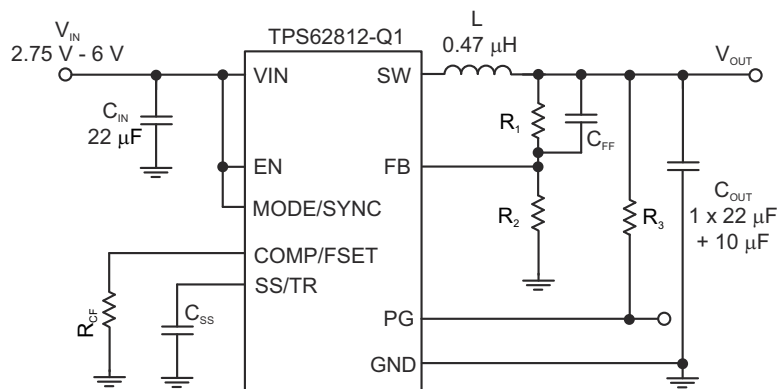 V_IN
2.75 V - 6 V
TPS62812-Q1
L
0.47 µH
V_OUT
VIN
SW
C_IN
22 µF
R_1
C_FF
EN
FB
MODE/SYNC
R_2
R_3
C_OUT
1 x 22 µF
+ 10 µF
COMP/FSET
SS/TR
R_CF
C_SS
PG
GND